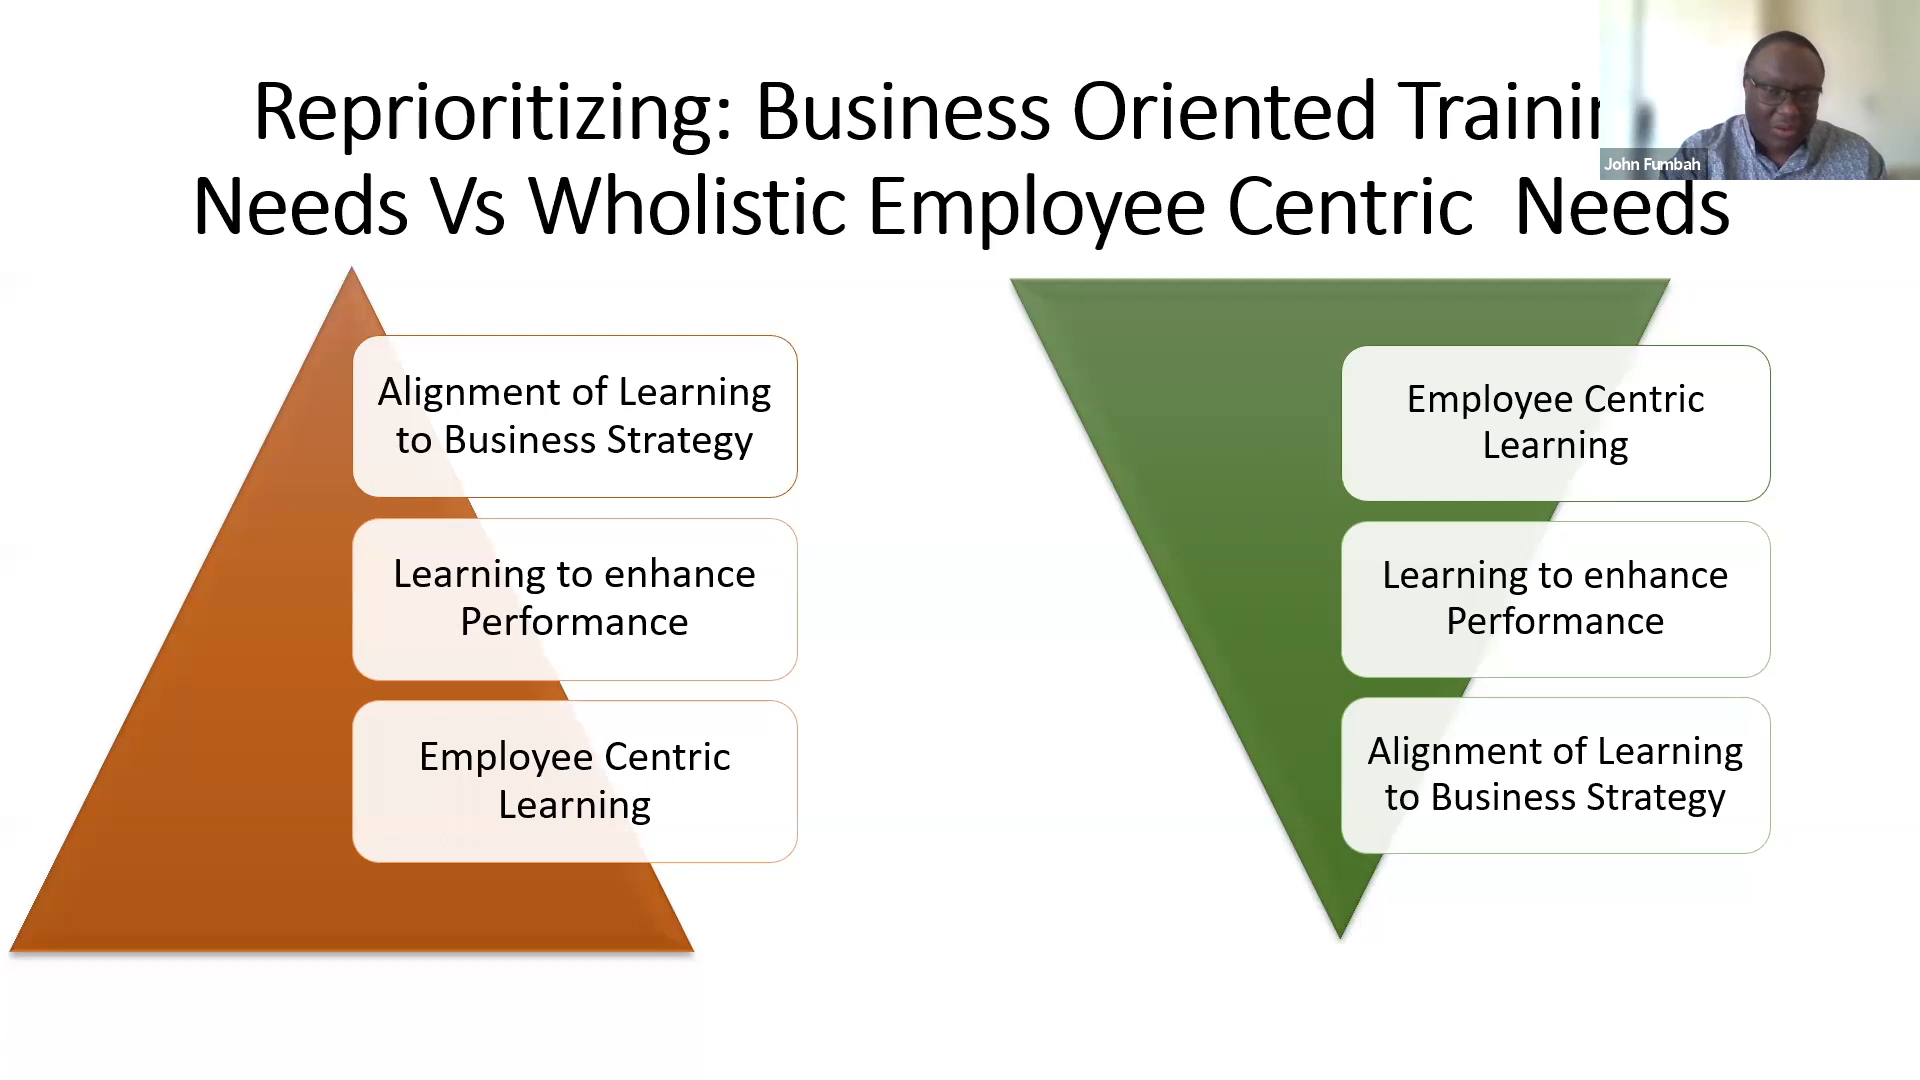 Reprioritizing: Business Oriented
Needs Vs Wholistic Employee Centric  Needs
John Fumbah
Alignment of Learning
to Business Strategy
Learning to enhance
Performance
Employee Centric
Learning
Employee Centric
Learning
Learning to enhance
Performance
Alignment of Learning
to Business Strategy